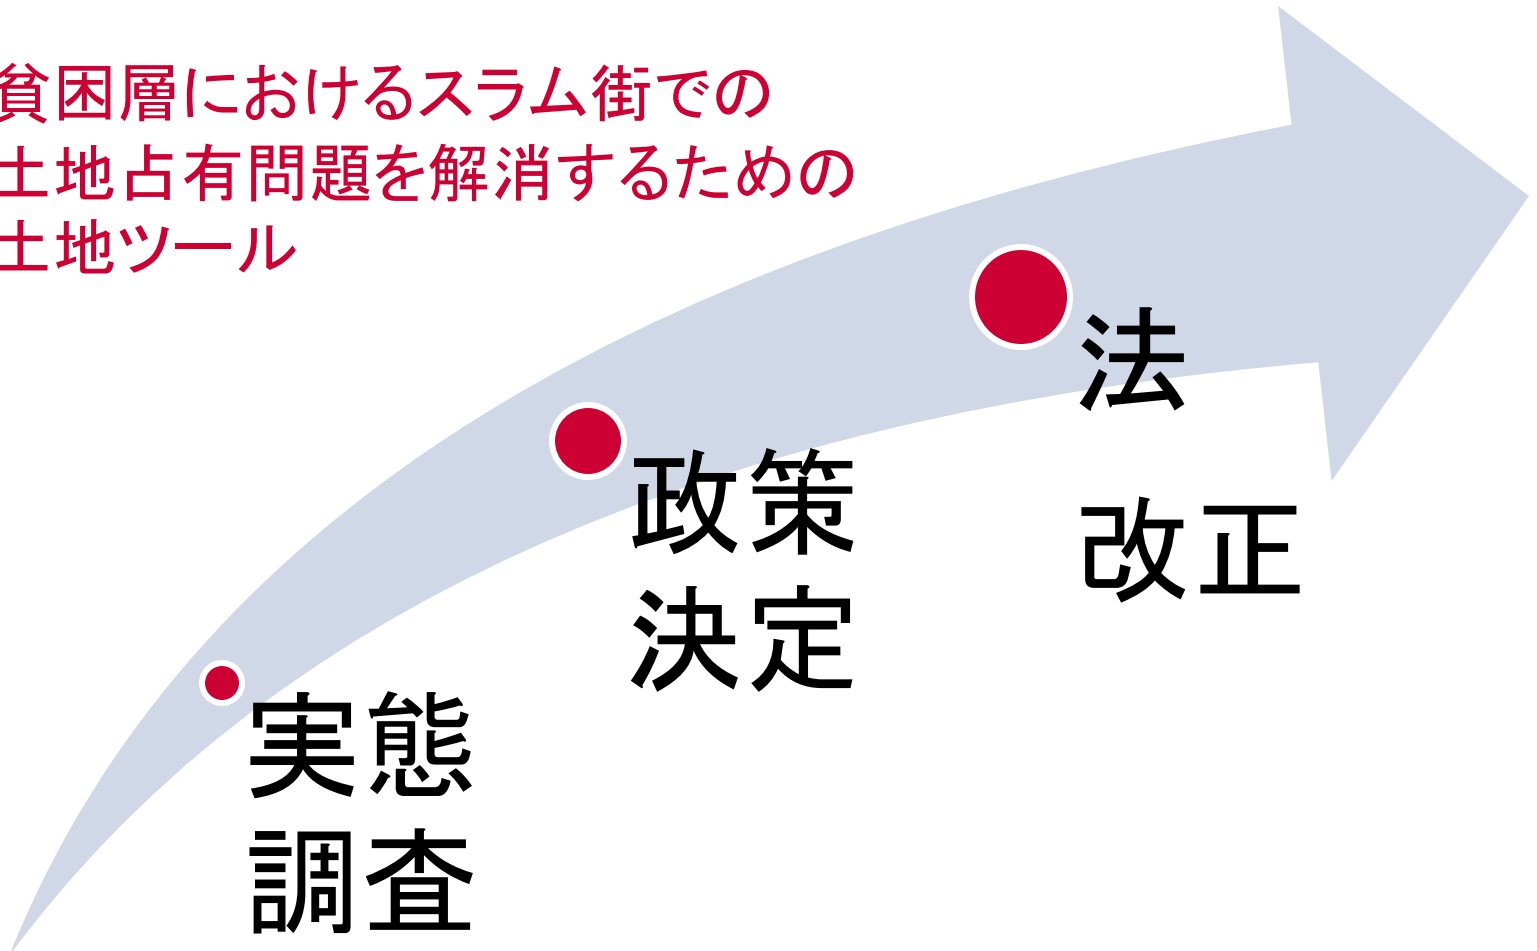 貧困層におけるスラム街での
土地占有問題を解消するための
土地ツール
法
改正
政策
決定
実態
調査